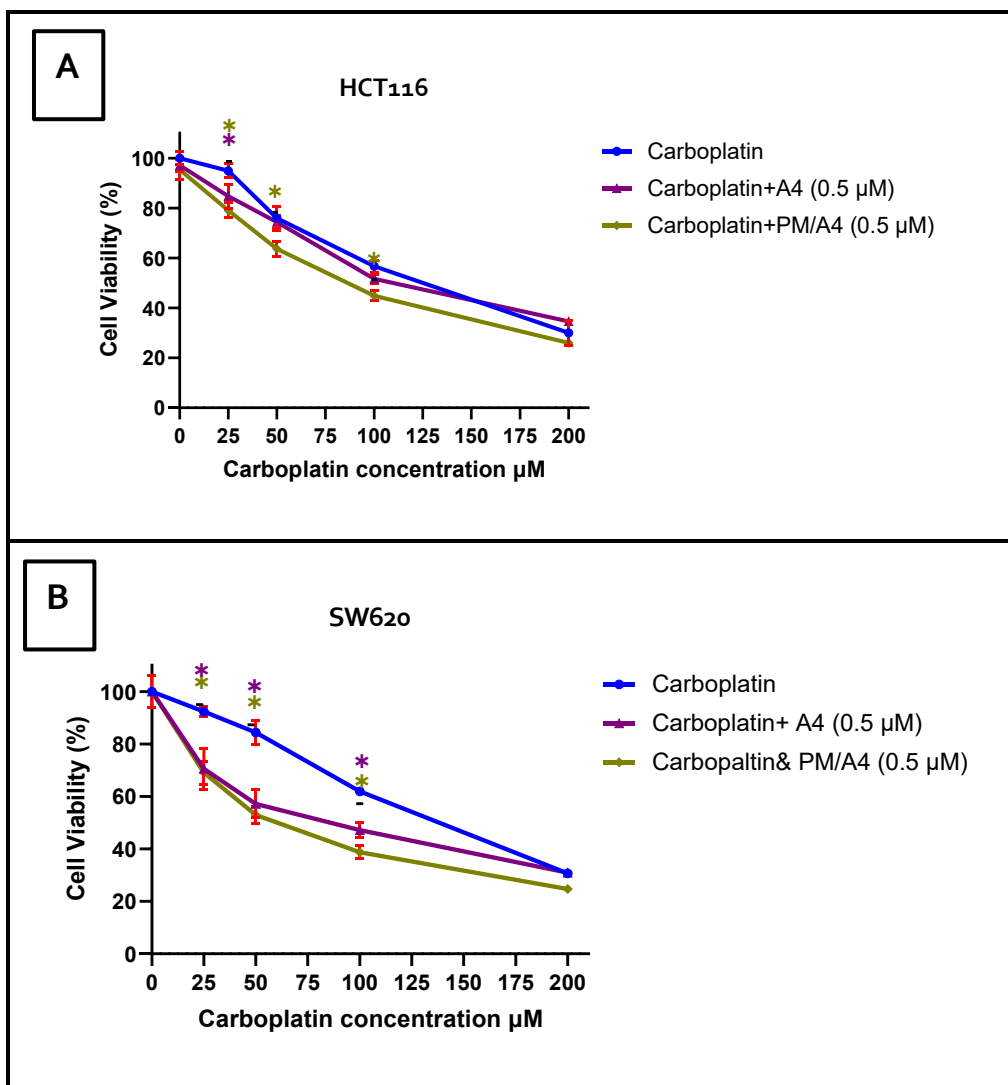 A
HCT116
Cell Viability (%)
100
80
60
40
20
0
0 25 50 75 100 125 150 175 200
Carboplatin concentration µM
Carboplatin
Carboplatin+A4 (0.5 µM)
Carboplatin+PM/A4 (0.5 µM)
* * * *
B
SW620
Cell Viability (%)
100
80
60
40
20
0
0 25 50 75 100 125 150 175 200
Carboplatin concentration µM
Carboplatin
Carboplatin+ A4 (0.5 µM)
Carbopaltin& PM/A4 (0.5 µM)
* * * * * *